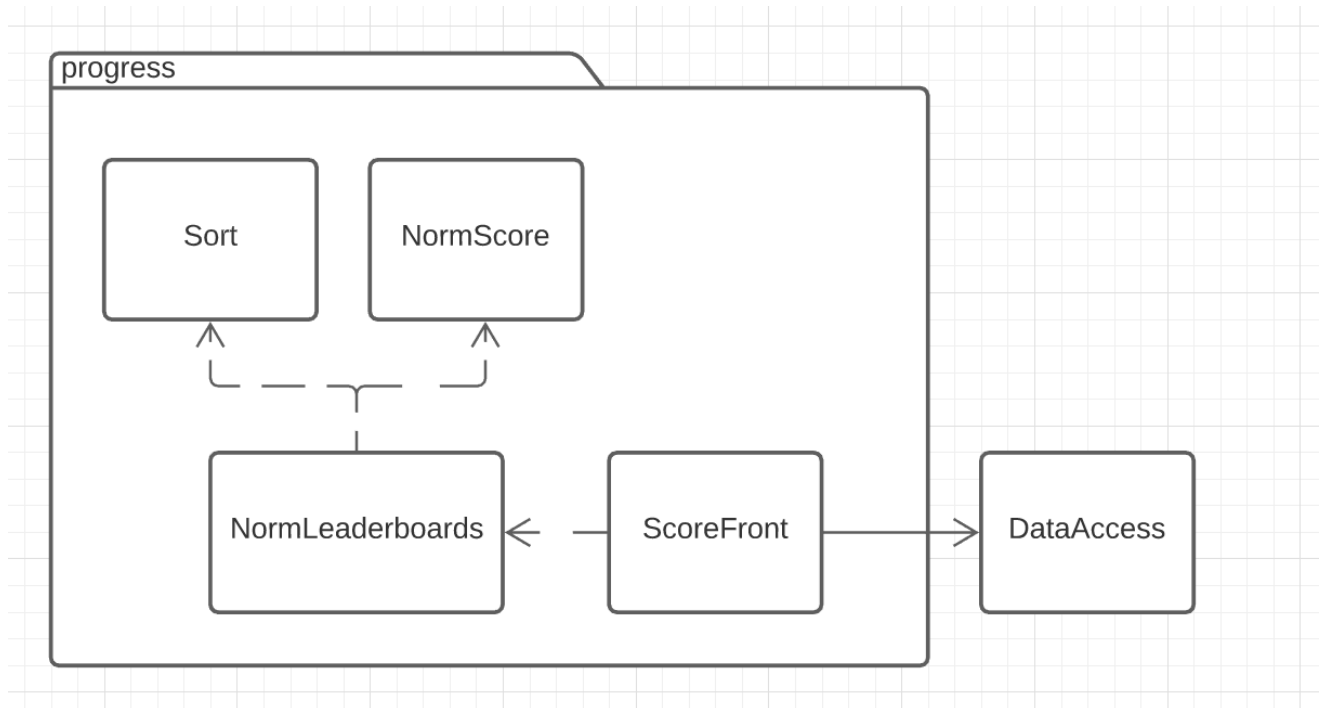 progress
Sort
NormScore
NormLeaderboards
ScoreFront
DataAccess